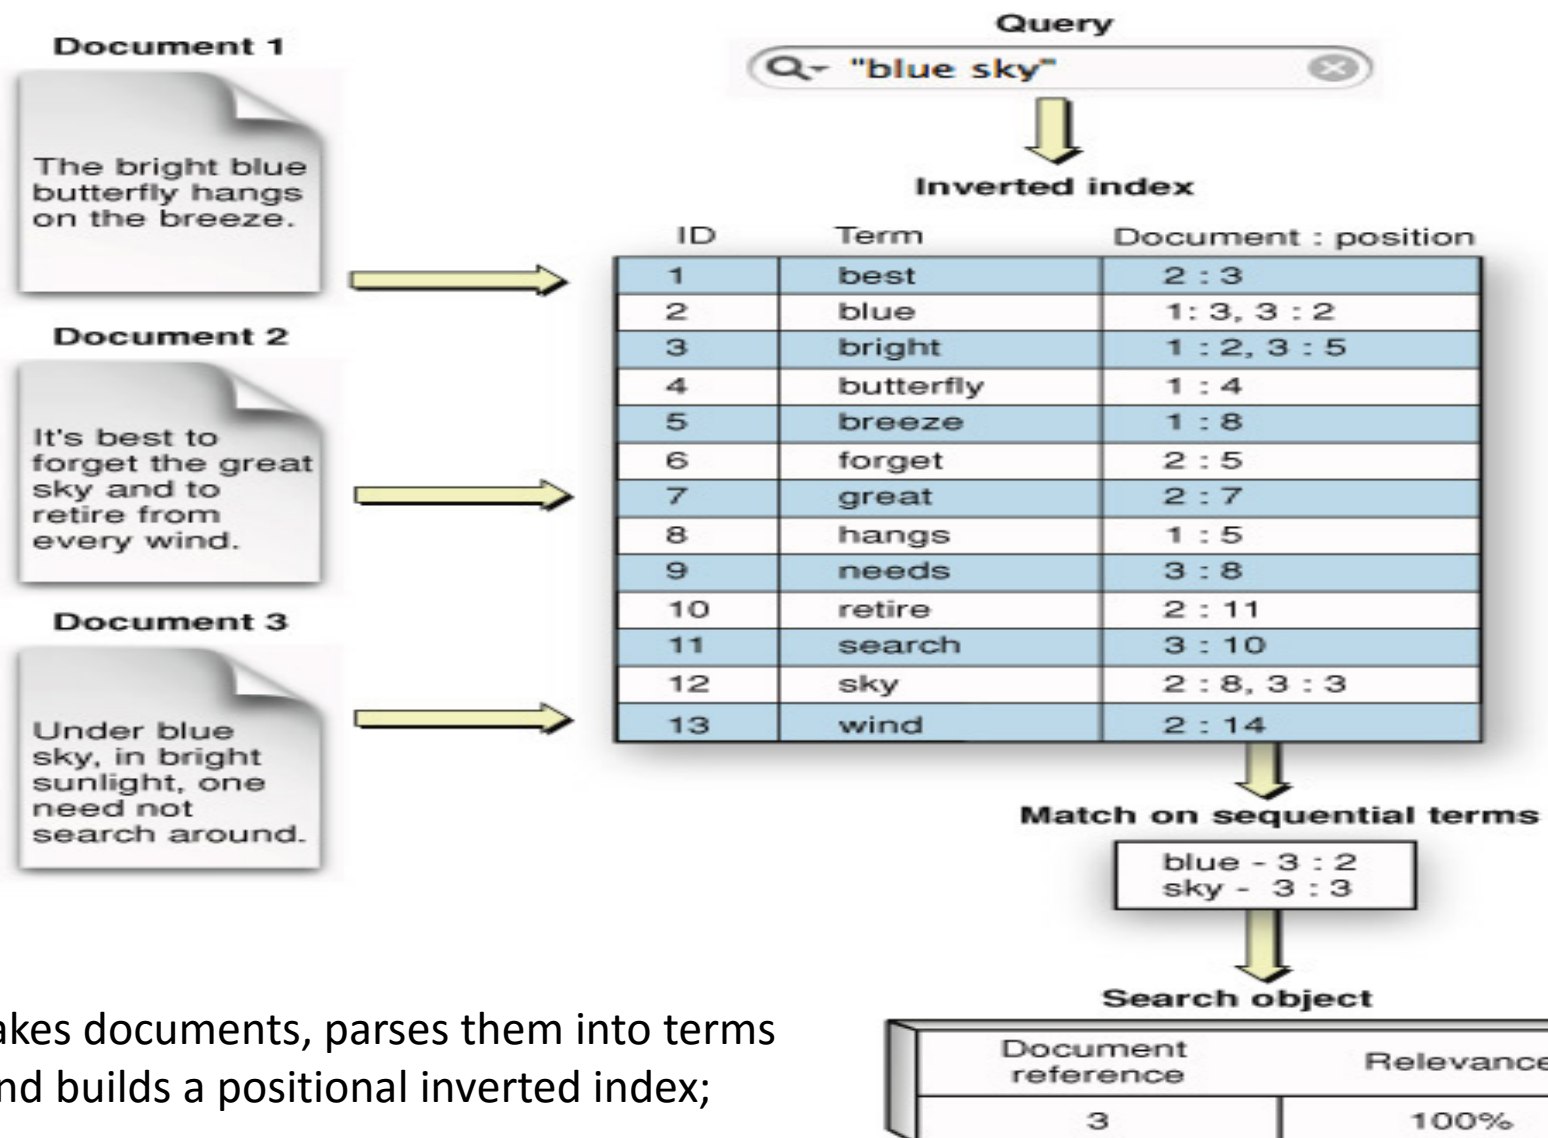 Document 1
The bright blue
butterfly hangs
on the breeze.
Document 2
It's best to
forget the great
sky and to
retire from
every wind.
Document 3
Under blue
sky, in bright
sunlight, one
need not
search around.
Query
"blue sky"
Inverted index
ID Term Document : position
1 best 2 : 3
2 blue 1: 3, 3 : 2
3 bright 1 : 2, 3 : 5
4 butterfly 1 : 4
5 breeze 1 : 8
6 forget 2 : 5
7 great 2 : 7
8 hangs 1 : 5
9 needs 3 : 8
10 retire 2 : 11
11 search 3 : 10
12 sky 2 : 8, 3 : 3
13 wind 2 : 14
Match on sequential terms
blue - 3 : 2
sky - 3 : 3
Search object
Document
reference
Relevance
3 100%
akes documents, parses them into terms
nd builds a positional inverted index;